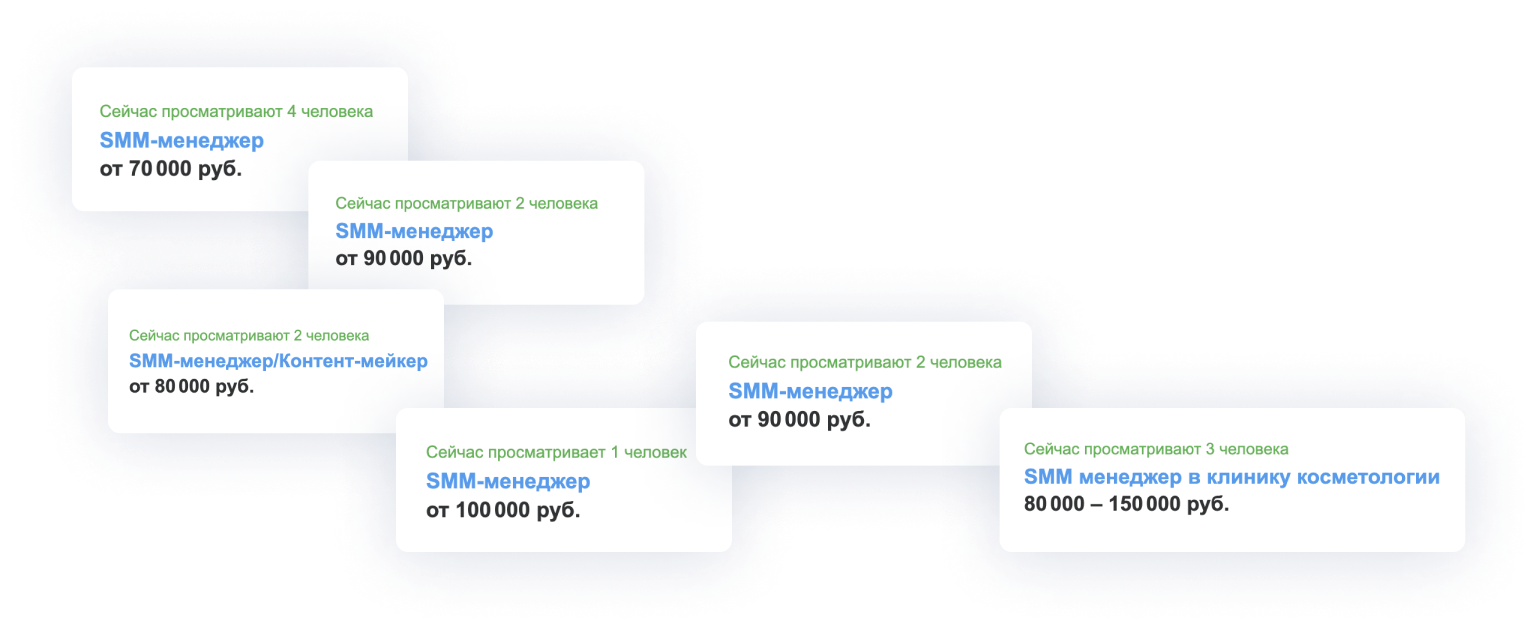 Сейчас просматривают 4 человека
SMM-менеджер
от 70 000 руб.
Сейчас просматривают 2 человека
SMM-менеджер
от 90 000 руб.
Сейчас просматривают 2 человека
SMM-менеджер/Контент-мейкер
от 80 000 руб.
Сейчас просматривает 1 человек
SMM-менеджер
от 100 000 руб.
Сейчас просматривают 2 человека
SMM-менеджер
от 90 000 руб.
Сейчас просматривают 3 человека
SMM менеджер в клинику косметологии
80 000 – 150 000 руб.